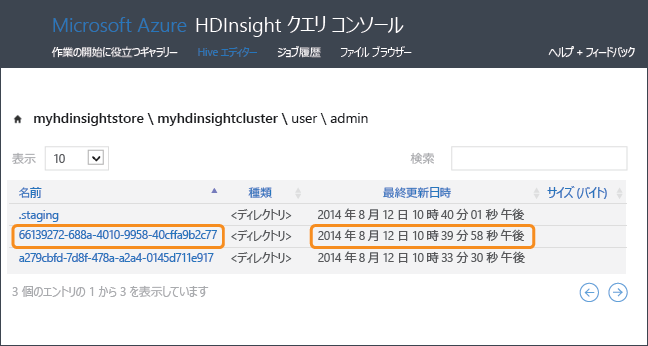 Microsoft Azure HDInsight クエリ コンソール
作業の開始に役立つギャラリー Hive エディター ジョブ履歴 ファイル ブラウザー ヘルプ + フィードバック
myhdinsightstore \ myhdinsightcluster \ user \ admin
表示 10 検索
名前 種類 最終更新日時 サイズ (バイト)
.staging <ディレクトリ> 2014 年 8 月 12 日 10 時 40 分 01 秒 午後
66139272-688a-4010-9958-40cffa9b2c77 <ディレクトリ> 2014 年 8 月 12 日 10 時 39 分 58 秒 午後
a279cbfd-7d8f-478a-a2a4-0145d711e917 <ディレクトリ> 2014 年 8 月 12 日 10 時 33 分 30 秒 午後
3 個のエントリの 1 から 3 を表示しています